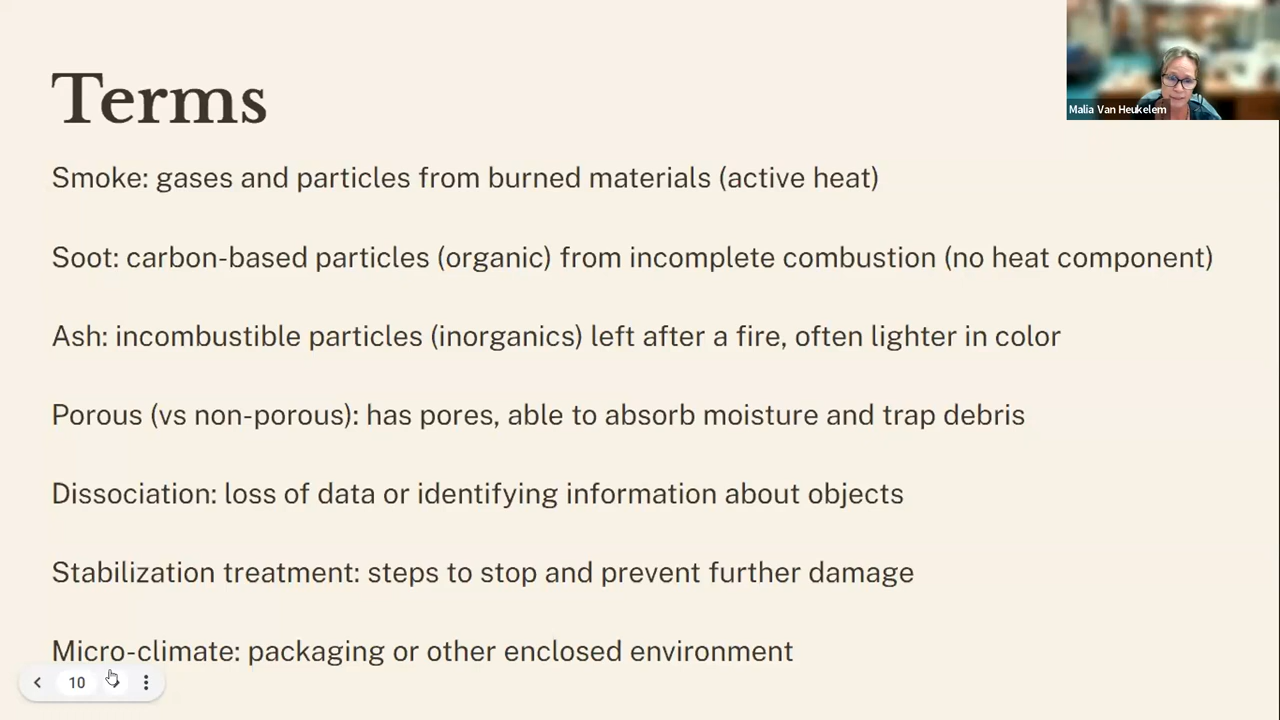 Terms
Malia Van Heukelem
Smoke: gases and particles from burned materials (active heat)
Soot: carbon-based particles (organic) from incomplete combustion (no heat component)
Ash: incombustible particles (inorganics) left after a fire, often lighter in color
Porous (vs non-porous): has pores, able to absorb moisture and trap debris
Dissociation: loss of data or identifying information about objects
Stabilization treatment: steps to stop and prevent further damage
Micro-climate: packaging or other enclosed environment
10